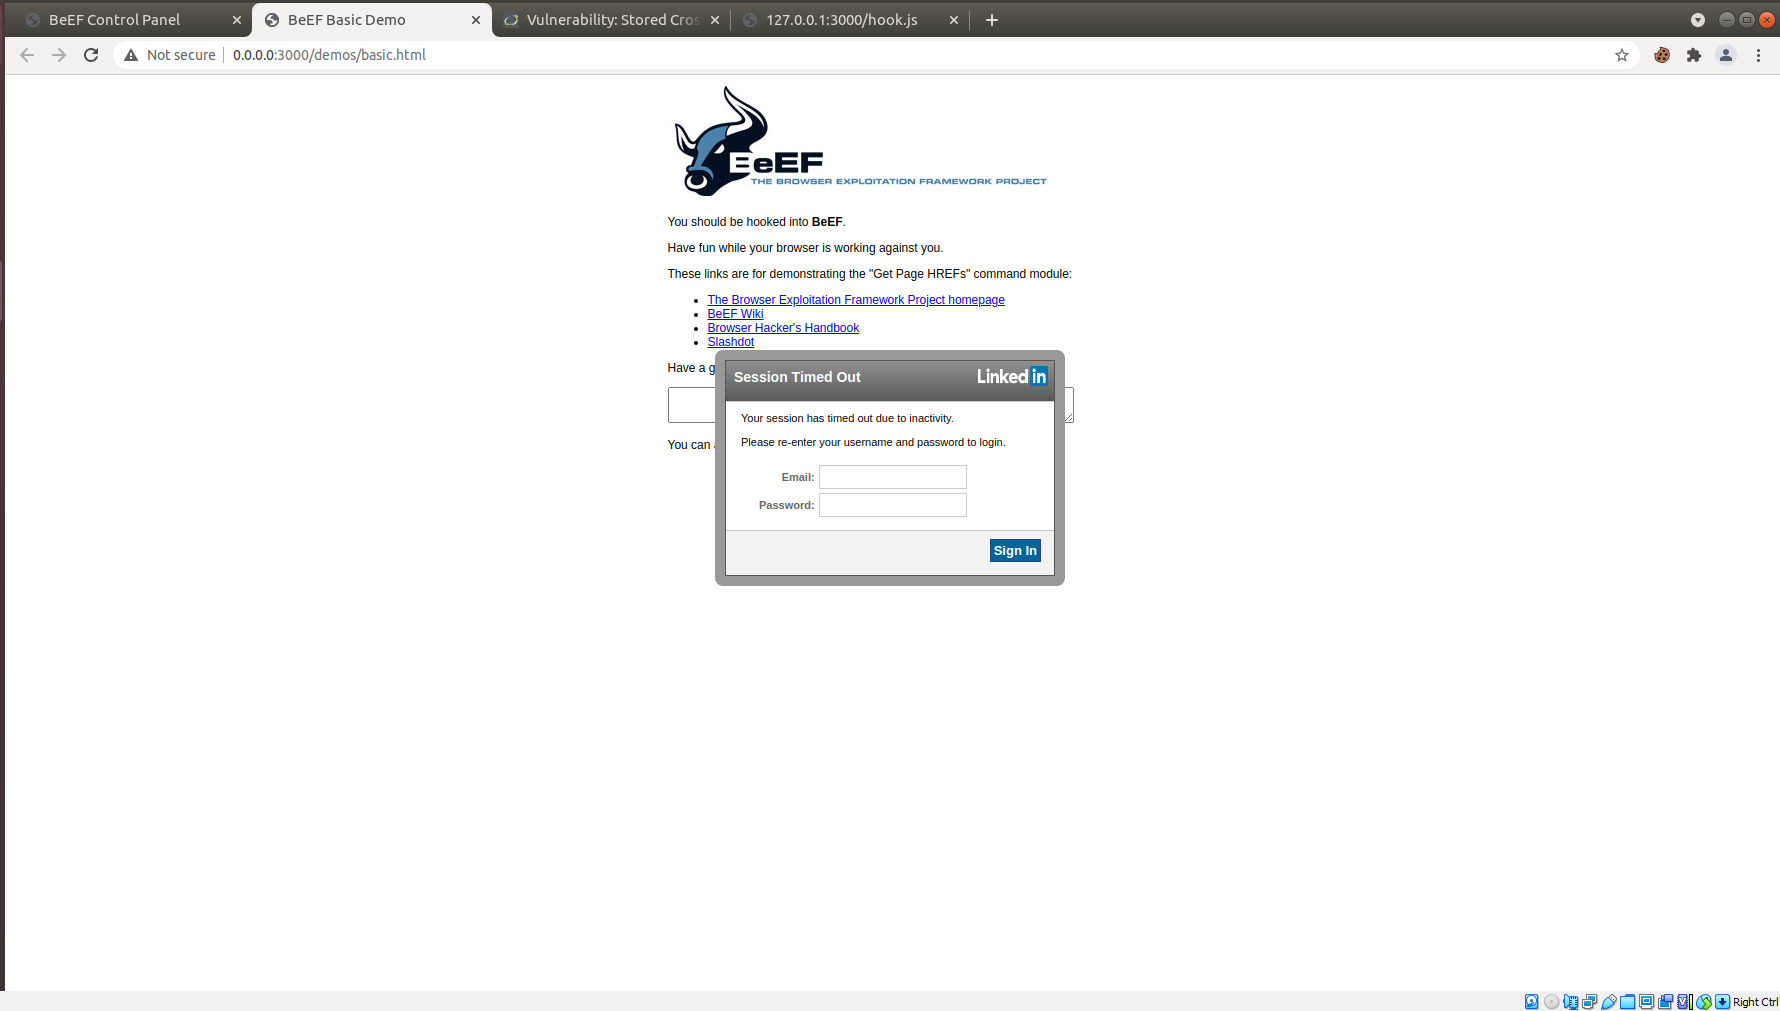 BeEF Control Panel
BeEF Basic Demo
Vulnerability: Stored Cros
127.0.0.1:3000/hook.js
Not secure
0.0.0.0:3000/demos/basic.html
BeEF
THE BROWSER EXPLOITATION FRAMEWORK PROJECT
You should be hooked into BeEF.
Have fun while your browser is working against you.
These links are for demonstrating the "Get Page HREFs" command module:
The Browser Exploitation Framework Project homepage
BeEF Wiki
Browser Hacker's Handbook
Slashdot
Have a g
Session Timed Out
Linked in
Your session has timed out due to inactivity.
Please re-enter your username and password to login.
You can
Email:
Password:
Sign In
Right Ctrl